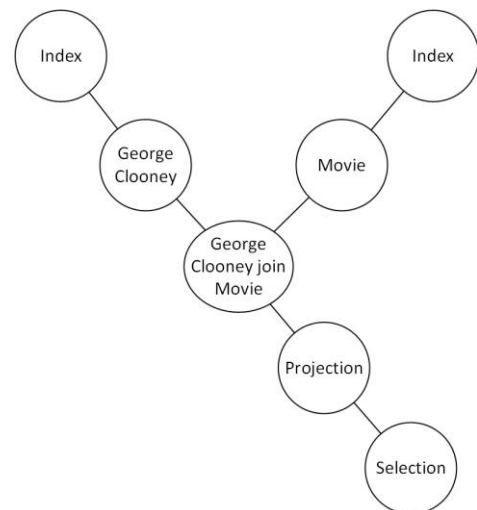 Index
Index
George
Clooney
Movie
George
Clooney join
Movie
Projection
Selection